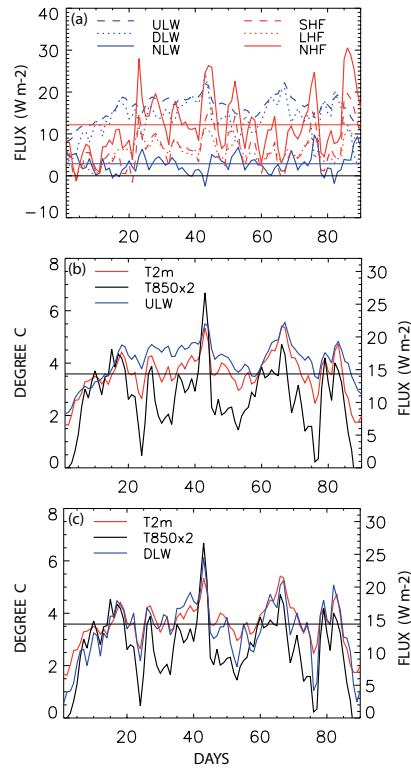 (a)
ULW
DLW
NLW
SHF
LHF
NHF
FLUX (W m-2)
40
30
20
10
0
−10
20
40
60
80
(b)
T2m
T850x2
ULW
DEGREE C
8
6
4
2
0
FLUX (W m-2)
30
25
20
15
10
5
0
20
40
60
80
(c)
T2m
T850x2
DLW
DEGREE C
8
6
4
2
0
FLUX (W m-2)
30
25
20
15
10
5
0
20
40
60
80
DAYS